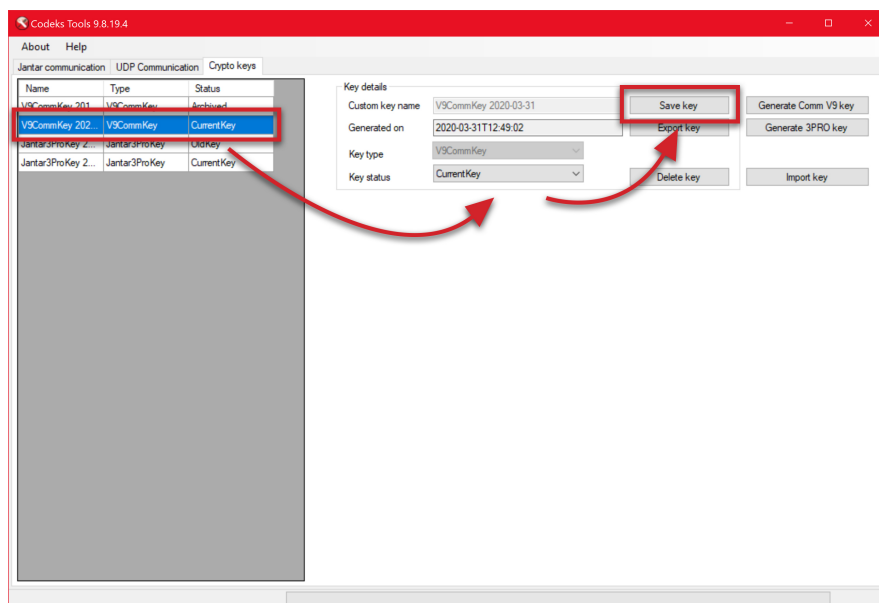 Codeks Tools 9.8.19.4
About Help
Jantar communication UDP Communication Crypto keys
Name Type Status
V9CommKey 201... V9CommKey Archived
V9CommKey 202... V9CommKey CurrentKey
Jantar3ProKey 2... Jantar3ProKey OldKey
Jantar3ProKey 2... Jantar3ProKey CurrentKey
Key details
Custom key name V9CommKey 2020-03-31 Save key Generate Comm V9 key
Generated on 2020-03-31T12:49:02 Export key Generate 3PRO key
Key type V9CommKey
Key status CurrentKey Delete key Import key